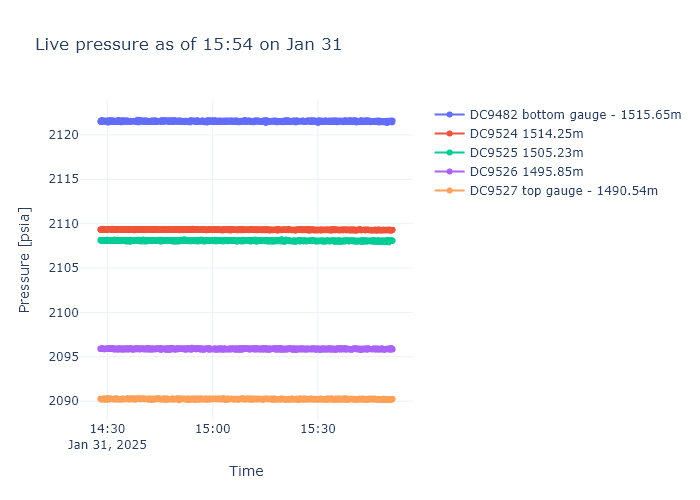 Live pressure as of 15:54 on Jan 31
DC9482 bottom gauge - 1515.65m
DC9524 1514.25m
DC9525 1505.23m
DC9526 1495.85m
DC9527 top gauge - 1490.54m
Pressure [psia]
2120
2115
2110
2105
2100
2095
2090
14:30
Jan 31, 2025
15:00
15:30
Time